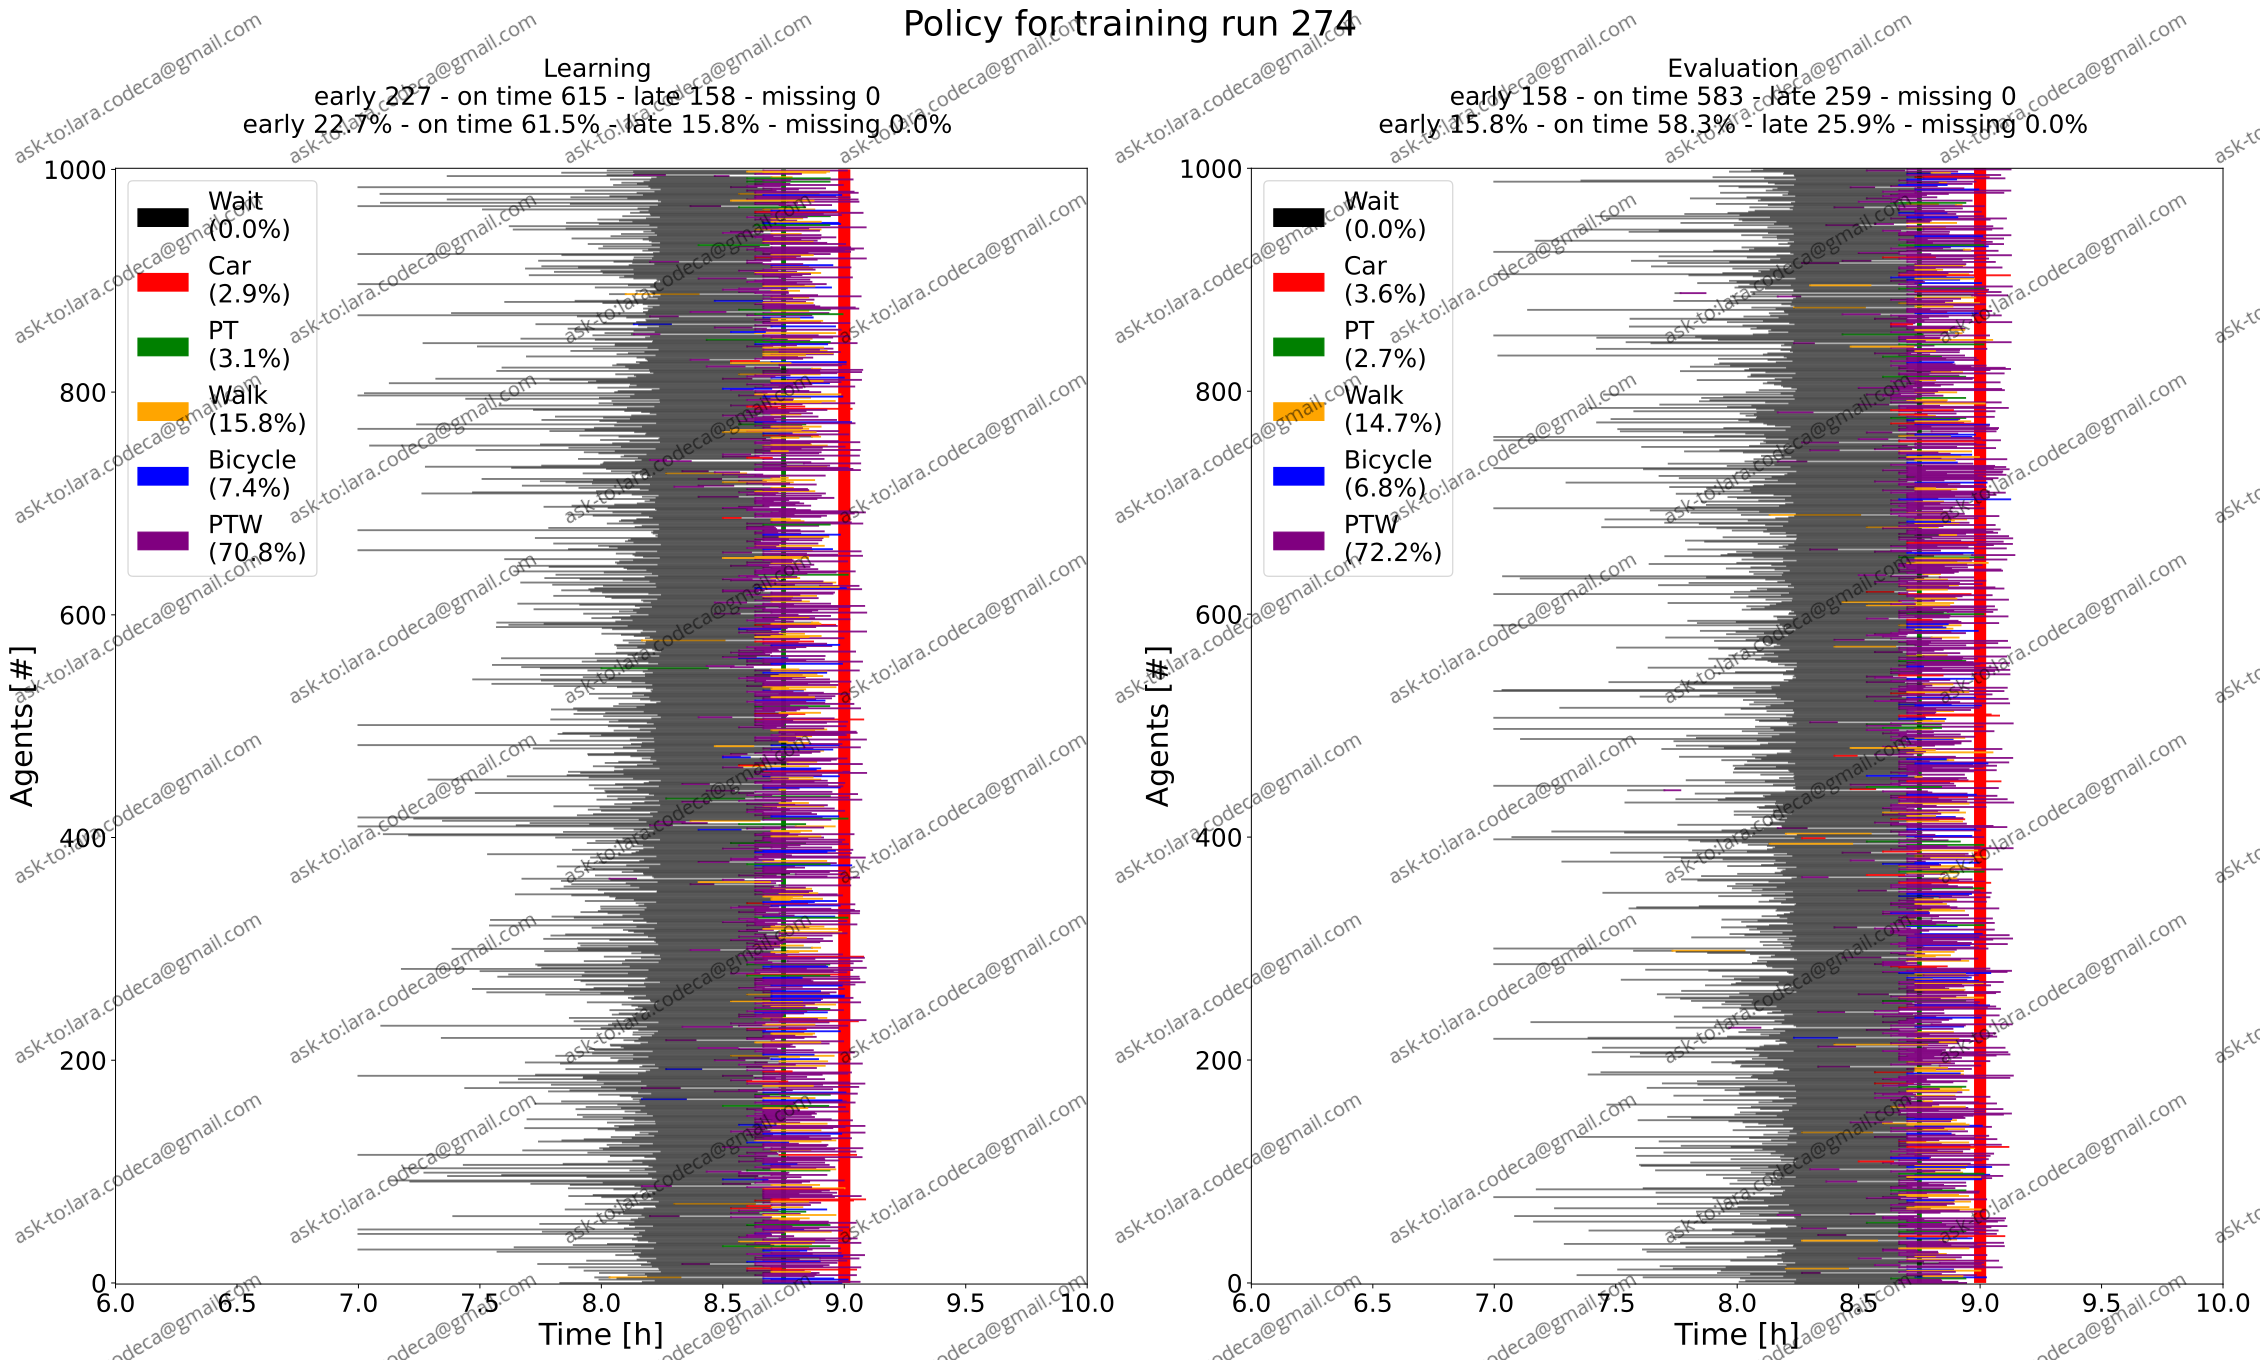 Policy for training run 274
Learning
early 227 - on time 615 - late 158 - missing 0
early 22.7% - on time 61.5% - late 15.8% - missing 0.0%
Evaluation
early 158 - on time 583 - late 259 - missing 0
early 15.8% - on time 58.3% - late 25.9% - missing 0.0%
Agents [#]
1000
800
600
400
200
0
Wait
(0.0%)
Car
(2.9%)
PT
(3.1%)
Walk
(15.8%)
Bicycle
(7.4%)
PTW
(70.8%)
6.0 6.5 7.0 7.5 8.0 8.5 9.0 9.5 10.0
Time [h]
Agents [#]
1000
800
600
400
200
0
Wait
(0.0%)
Car
(3.6%)
PT
(2.7%)
Walk
(14.7%)
Bicycle
(6.8%)
PTW
(72.2%)
6.0 6.5 7.0 7.5 8.0 8.5 9.0 9.5 10.0
Time [h]
ask-to:lara.codeca@gmail.com